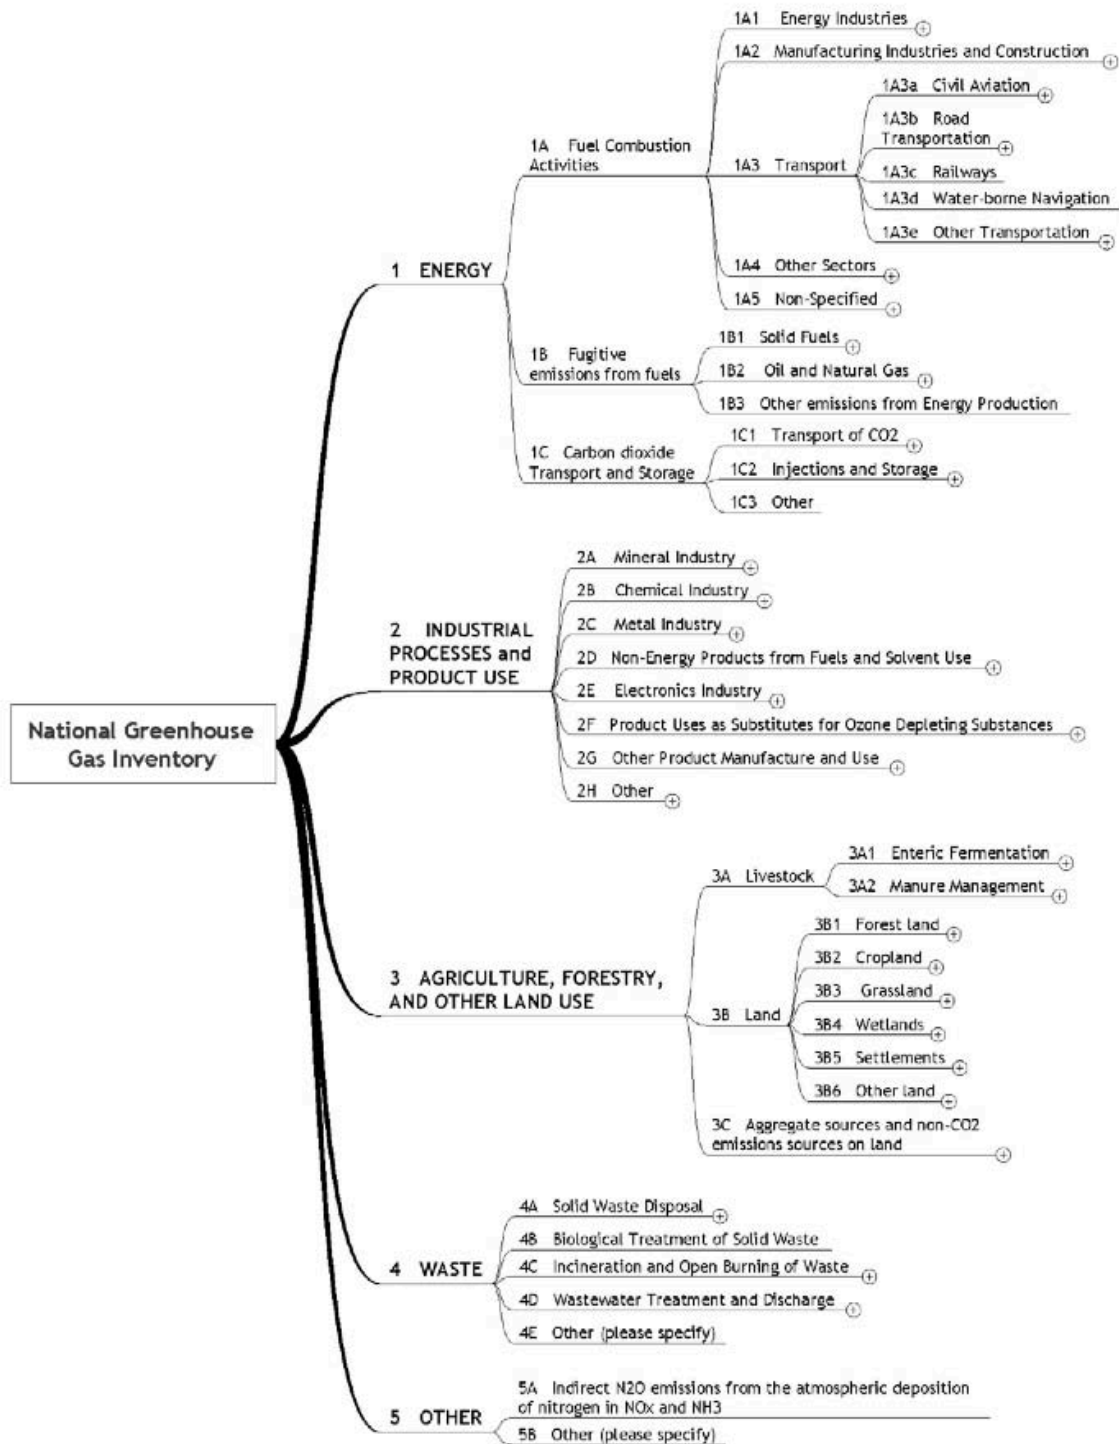 1A1 Energy Industries
1A2 Manufacturing Industries and Construction
1A3a Civil Aviation
1A3b Road
Transportation
1A Fuel Combustion
Activities
1A3 Transport
1A3c Railways
1A3d Water-borne Navigation
1A3e Other Transportation
1 ENERGY
1A4 Other Sectors
1A5 Non-Specified
1B Fugitive
emissions from fuels
1B1 Solid Fuels
1B2 Oil and Natural Gas
1B3 Other emissions from Energy Production
1C Carbon dioxide
Transport and Storage
1C1 Transport of CO2
1C2 Injections and Storage
1C3 Other
2 INDUSTRIAL
PROCESSES and
PRODUCT USE
2A Mineral Industry
2B Chemical Industry
2C Metal Industry
2D Non-Energy Products from Fuels and Solvent Use
2E Electronics Industry
2F Product Uses as Substitutes for Ozone Depleting Substances
2G Other Product Manufacture and Use
2H Other
National Greenhouse
Gas Inventory
3 AGRICULTURE, FORESTRY,
AND OTHER LAND USE
3A Livestock
3A1 Enteric Fermentation
3A2 Manure Management
3B Land
3B1 Forest land
3B2 Cropland
3B3 Grassland
3B4 Wetlands
3B5 Settlements
3B6 Other land
3C Aggregate sources and non-CO2
emissions sources on land
4 WASTE
4A Solid Waste Disposal
4B Biological Treatment of Solid Waste
4C Incineration and Open Burning of Waste
4D Wastewater Treatment and Discharge
4E Other (please specify)
5 OTHER
5A Indirect N2O emissions from the atmospheric deposition
of nitrogen in NOx and NH3
5B Other (please specify)